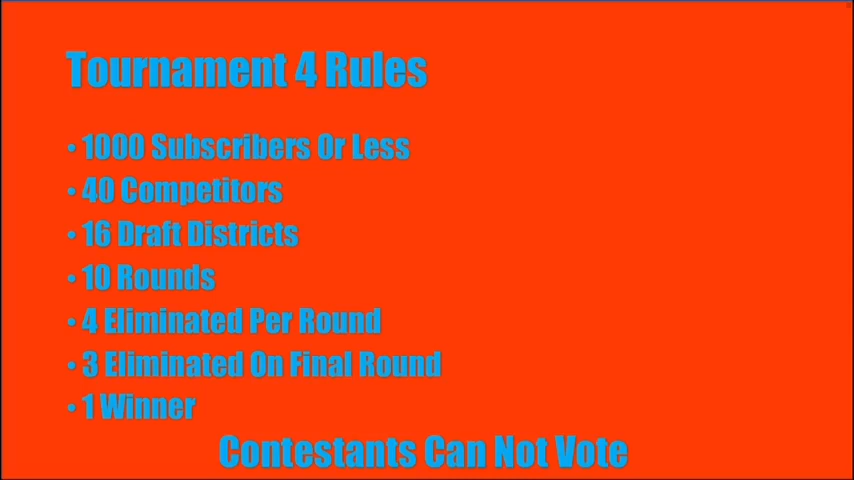 Tournament 4 Rules
• 1000 Subscribers Or Less
• 40 Competitors
• 16 Draft Districts
• 10 Rounds
• 4 Eliminated Per Round
• 3 Eliminated On Final Round
• 1 Winner
Contestants Can Not Vote